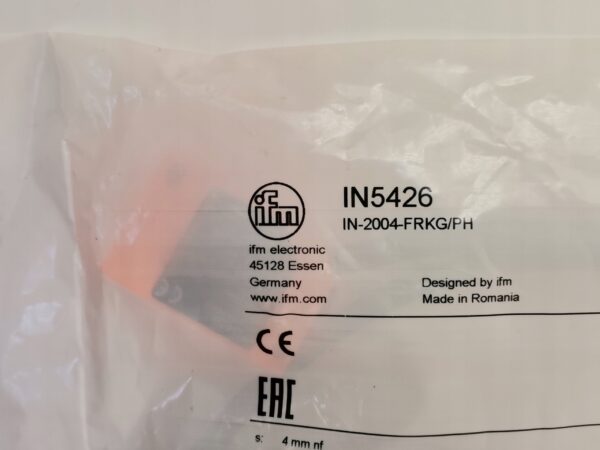 IN5426
ifm
IN-2004-FRKG/PH
ifm electronic
45128 Essen
Germany
Designed by ifm
www.ifm.com
Made in Romania
CE
EAC
s: 4 mm nf